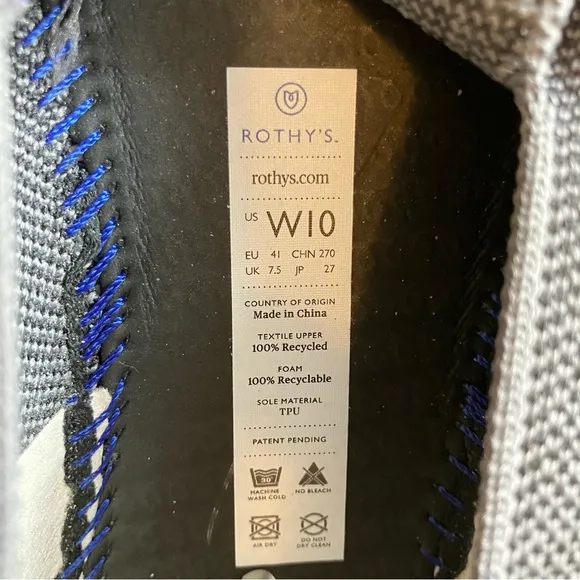 ROTHY'S™
rothys.com
US W10
EU 41 CHN 270
UK 7.5 JP 27
COUNTRY OF ORIGIN
Made in China
TEXTILE UPPER
100% Recycled
FOAM
100% Recyclable
SOLE MATERIAL
TPU
PATENT PENDING
30°
MACHINE WASH COLD
NO BLEACH
AIR DRY
DO NOT DRY CLEAN